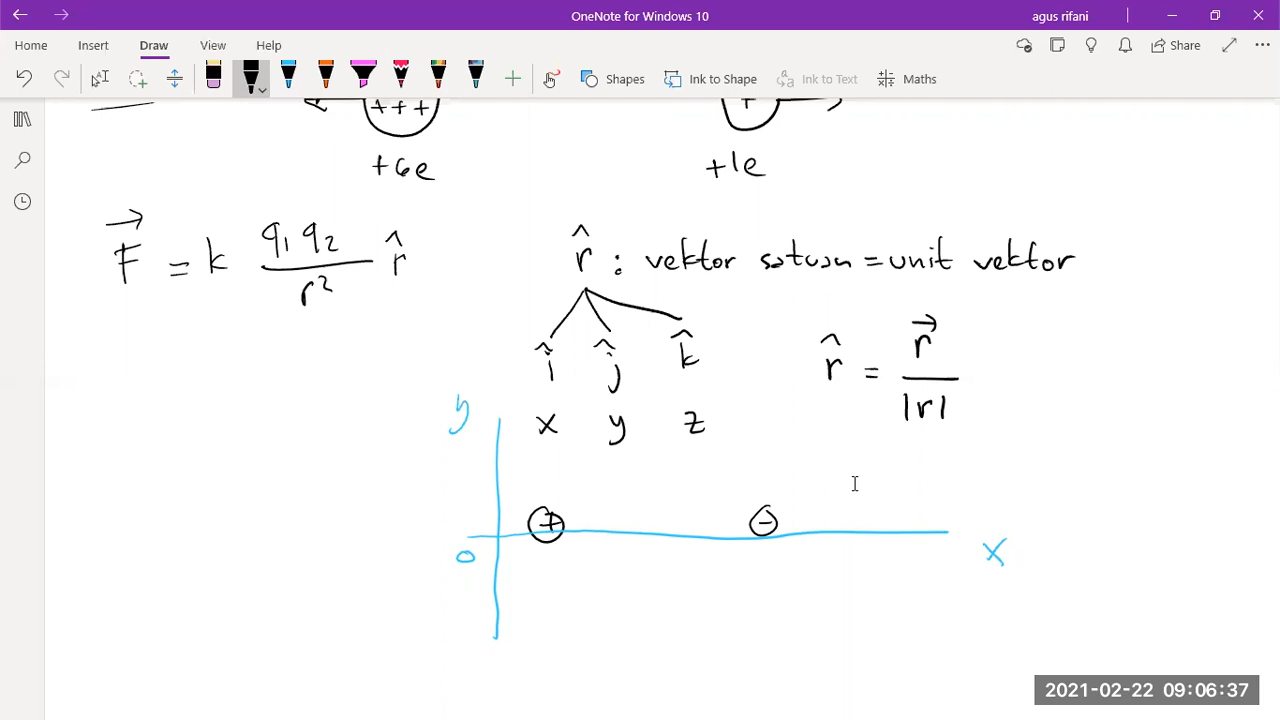 OneNote for Windows 10
agus rifani
Home Insert Draw View Help
Share
Shapes Ink to Shape Ink to Text Maths
+ + + +
+6e +1e
F⃗ = k q₁ q₂ / r² r̂
r̂ : vektor satuan = unit vektor
î ĵ k̂
x y z
r̂ = r⃗ / |r|
y
+ −
0 x
2021-02-22 09:06:37